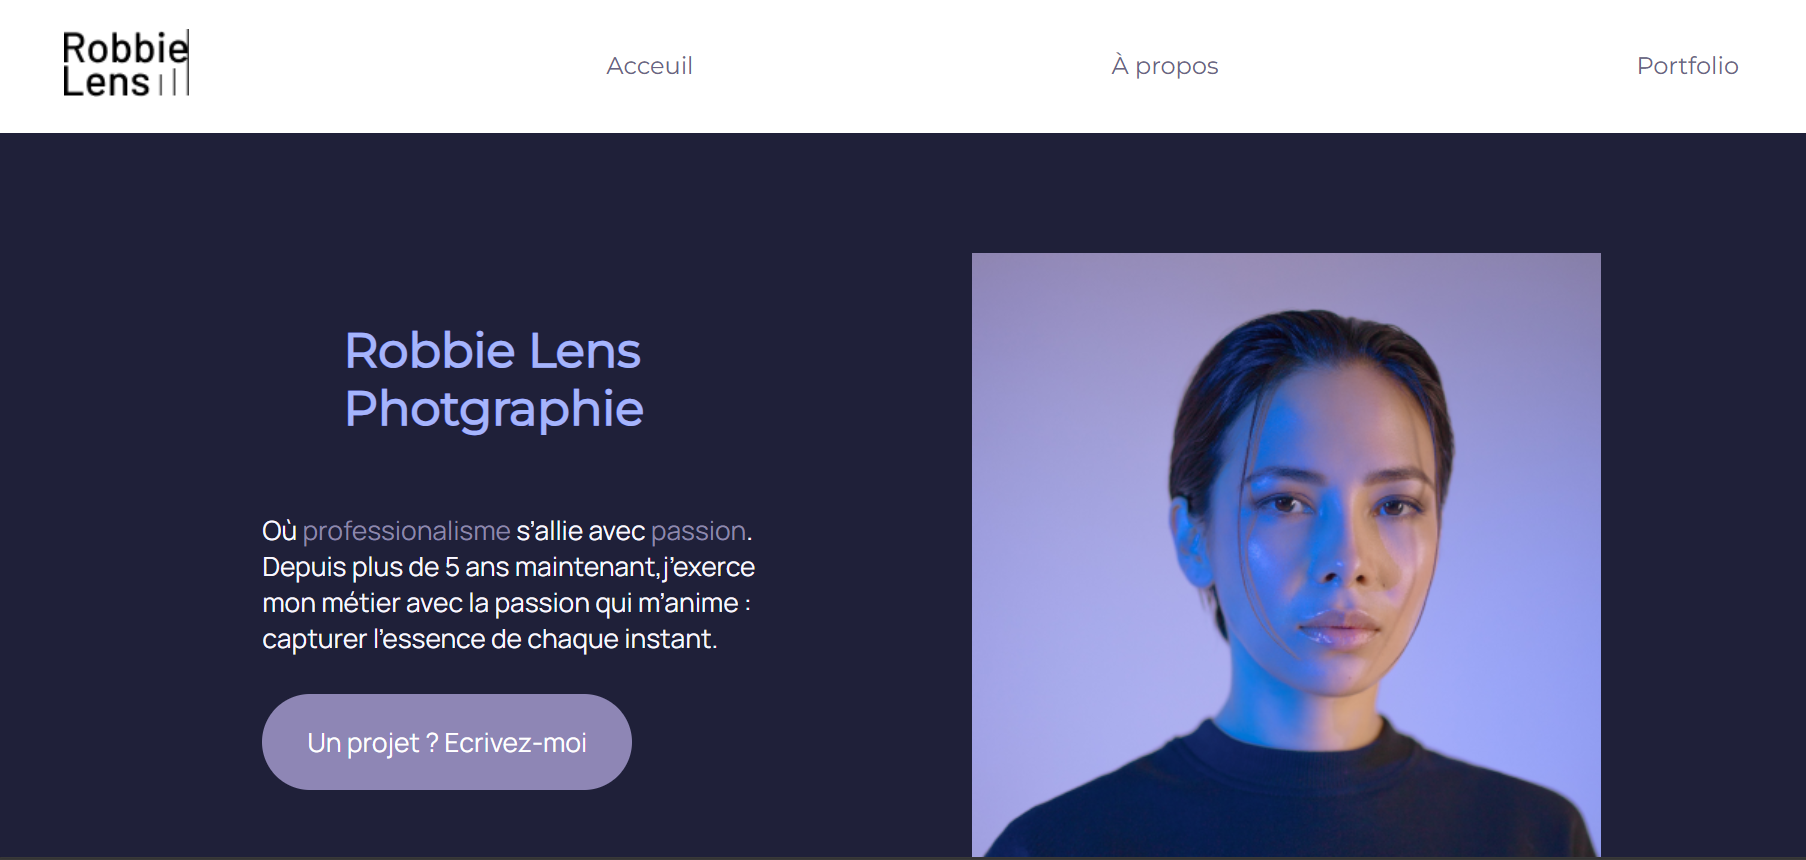 Robbie
Lens
Acceuil
À propos
Portfolio
Robbie Lens
Photgraphie
Où professionalisme s’allie avec passion.
Depuis plus de 5 ans maintenant,j’exerce
mon métier avec la passion qui m’anime :
capturer l’essence de chaque instant.
Un projet ? Ecrivez-moi